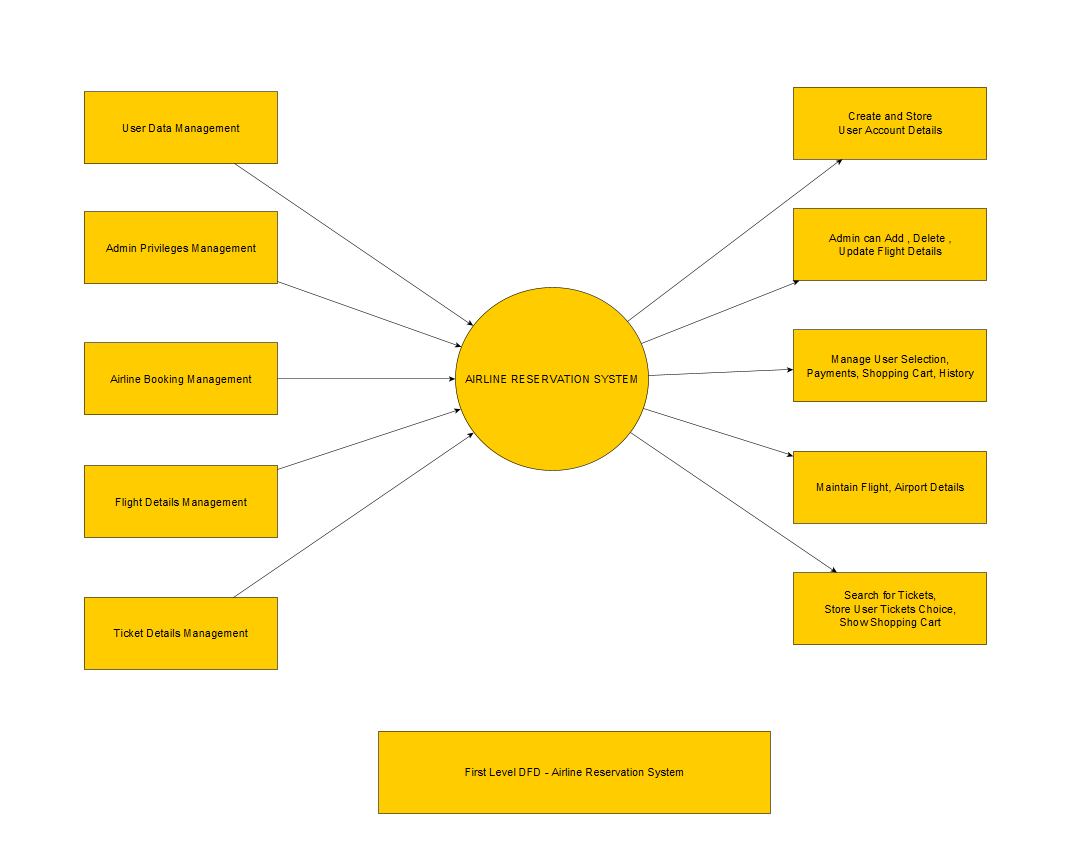 User Data Management
Admin Privileges Management
Airline Booking Management
Flight Details Management
Ticket Details Management
AIRLINE RESERVATION SYSTEM
Create and Store
User Account Details
Admin can Add , Delete ,
Update Flight Details
Manage User Selection,
Payments, Shopping Cart, History
Maintain Flight, Airport Details
Search for Tickets,
Store User Tickets Choice,
Show Shopping Cart
First Level DFD - Airline Reservation System